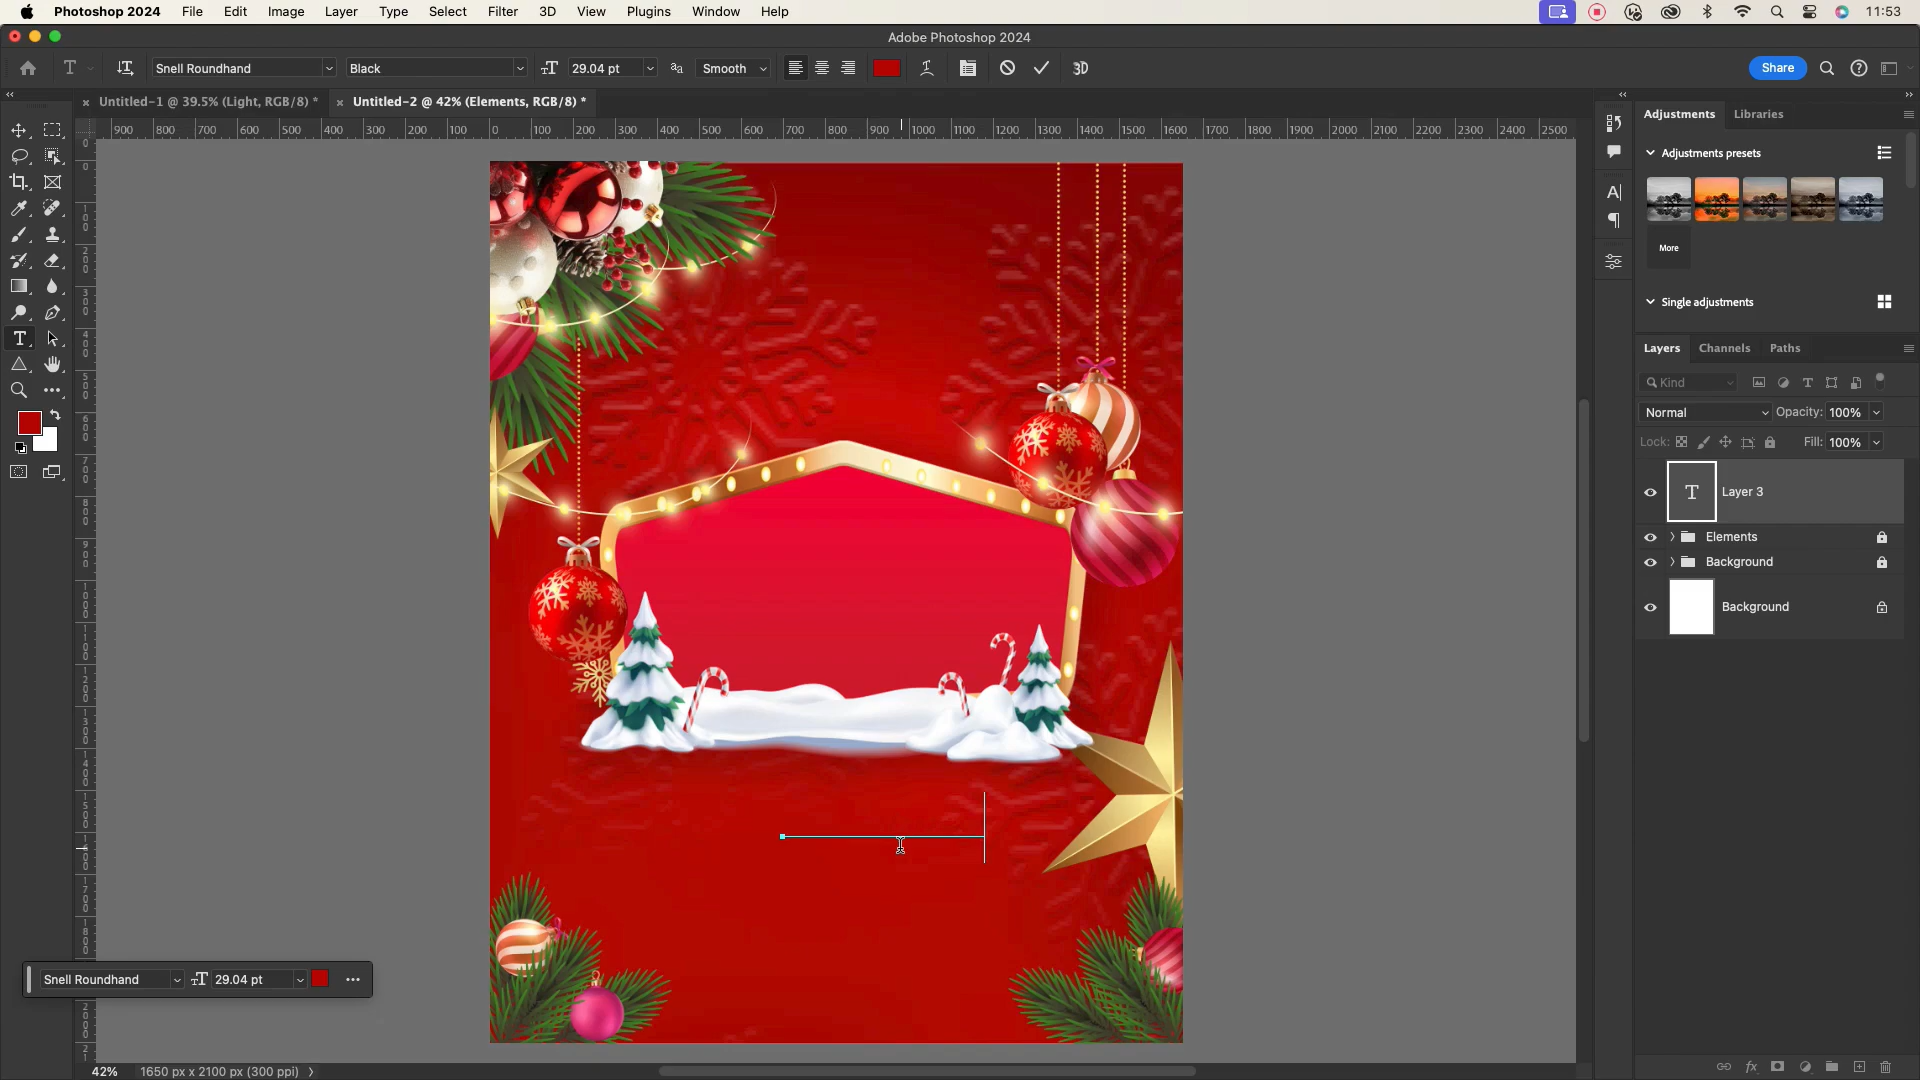 Photoshop 2024 File Edit Image Layer Type Select Filter 3D View Plugins Window Help 11:53
Adobe Photoshop 2024
Snell Roundhand Black 29.04 pt Smooth 3D Share
Untitled-1 @ 39.5% (Light, RGB/8) * Untitled-2 @ 42% (Elements, RGB/8) *
900 800 700 600 500 400 300 200 100 0 100 200 300 400 500 600 700 800 900 1000 1100 1200 1300 1400 1500 1600 1700 1800 1900 2000 2100 2200 2300 2400 2500
Adjustments Libraries
Adjustments presets
More
Single adjustments
Layers Channels Paths
Kind
Normal Opacity: 100%
Lock: Fill: 100%
T Layer 3
Elements
Background
Background
Snell Roundhand 29.04 pt
42% 1650 px x 2100 px (300 ppi)